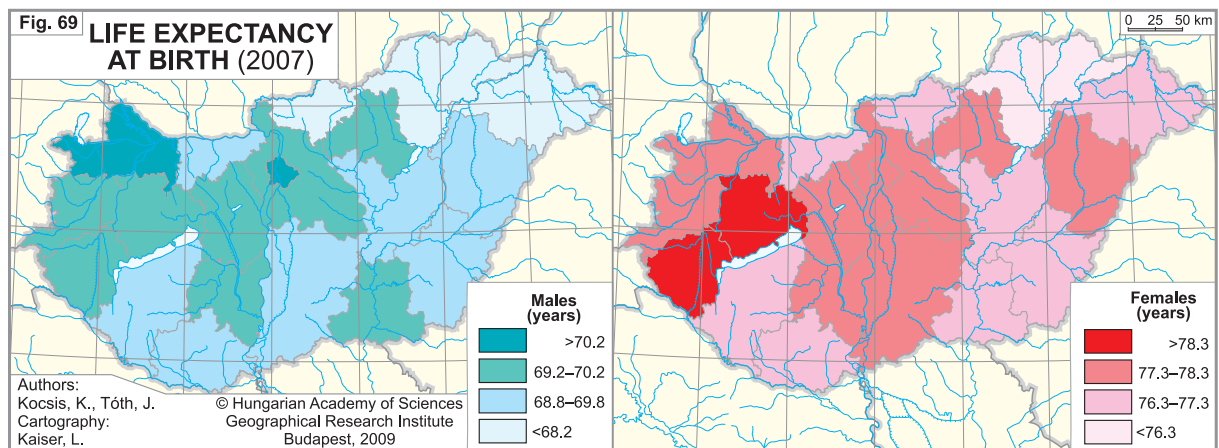 Fig. 69
LIFE EXPECTANCY
AT BIRTH (2007)
Males
(years)
>70.2
69.2–70.2
68.8–69.8
<68.2
Authors:
Kocsis, K., Tóth, J.
Cartography:
Kaiser, L.
© Hungarian Academy of Sciences
Geographical Research Institute
Budapest, 2009
0 25 50 km
Females
(years)
>78.3
77.3–78.3
76.3–77.3
<76.3